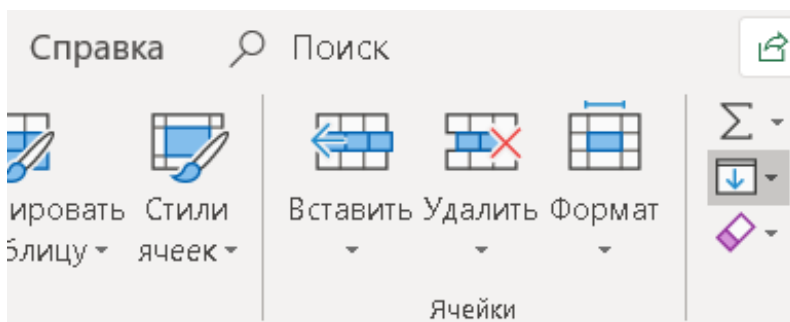 Справка Поиск
ировать Стили Вставить Удалить Формат
блицу ячеек
Ячейки